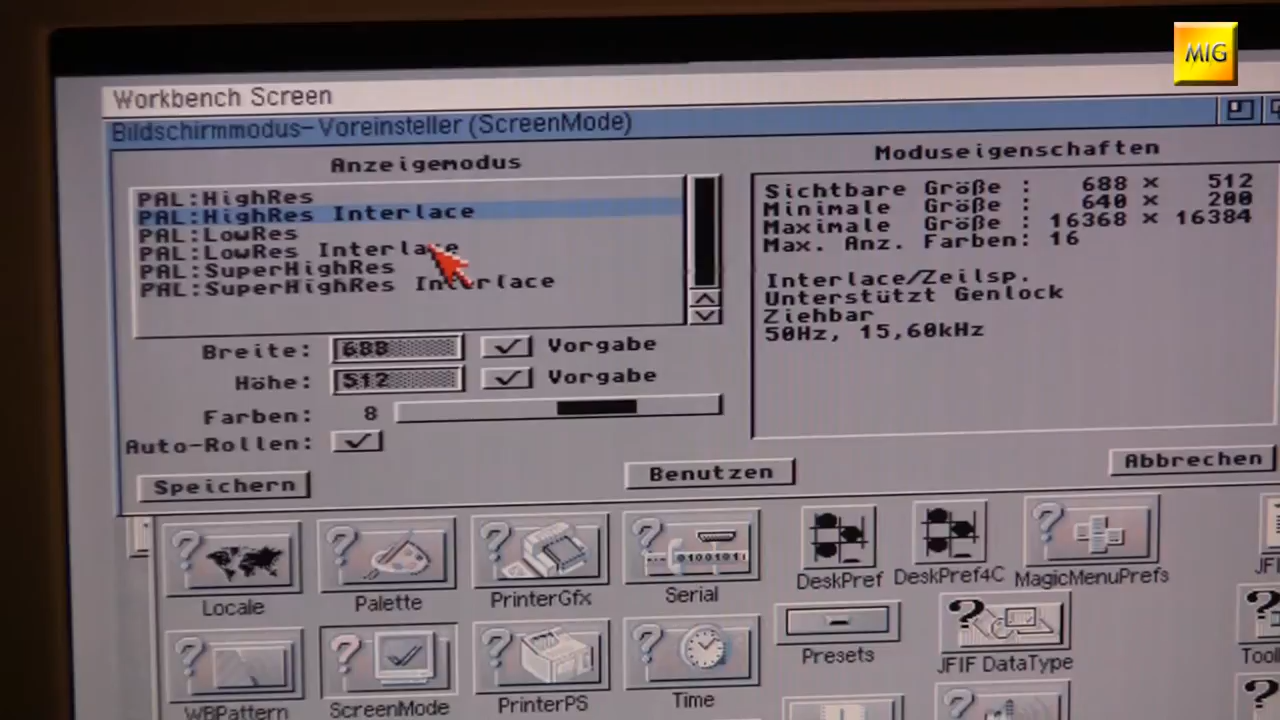 MIG
Workbench Screen
Bildschirmmodus-Voreinsteller (ScreenMode)
Anzeigemodus
PAL:HighRes
PAL:HighRes Interlace
PAL:LowRes
PAL:LowRes Interlace
PAL:SuperHighRes
PAL:SuperHighRes Interlace
Breite: 688 Vorgabe
Höhe: 512 Vorgabe
Farben: 8
Auto-Rollen:
Moduseigenschaften
Sichtbare Größe : 688 x 512
Minimale Größe : 640 x 200
Maximale Größe : 16368 x 16384
Max. Anz. Farben: 16
Interlace/Zeilsp.
Unterstützt Genlock
Ziehbar
50Hz, 15,60kHz
Speichern Benutzen Abbrechen
Locale Palette PrinterGfx Serial DeskPref DeskPref4C MagicMenuPrefs
0100101
WBPattern ScreenMode PrinterPS Time Presets JFIF DataType